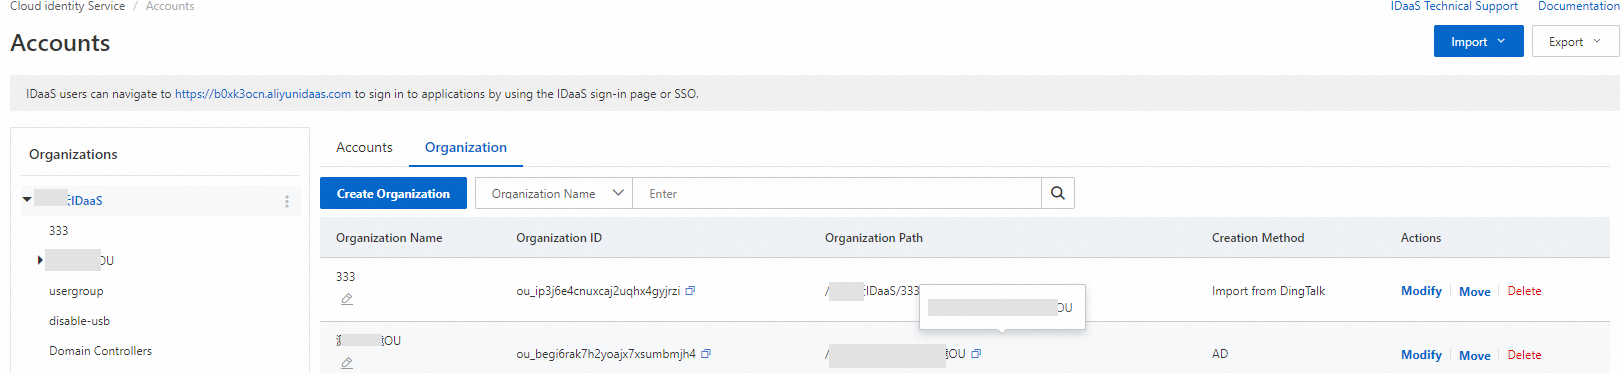 Cloud identity Service / Accounts
IDaaS Technical Support Documentation
Accounts
Import Export
IDaaS users can navigate to https://b0xk3ocn.aliyunidaas.com to sign in to applications by using the IDaaS sign-in page or SSO.
Organizations
IDaaS
333
OU
usergroup
disable-usb
Domain Controllers
Accounts Organization
Create Organization Organization Name Enter
Organization Name Organization ID Organization Path Creation Method Actions
333 ou_ip3j6e4cnuxcaj2uqhx4gyjrzi / IDaaS/333 Import from DingTalk Modify Move Delete
OU
OU ou_begi6rak7h2yoajx7xsumbmjh4 / OU AD Modify Move Delete